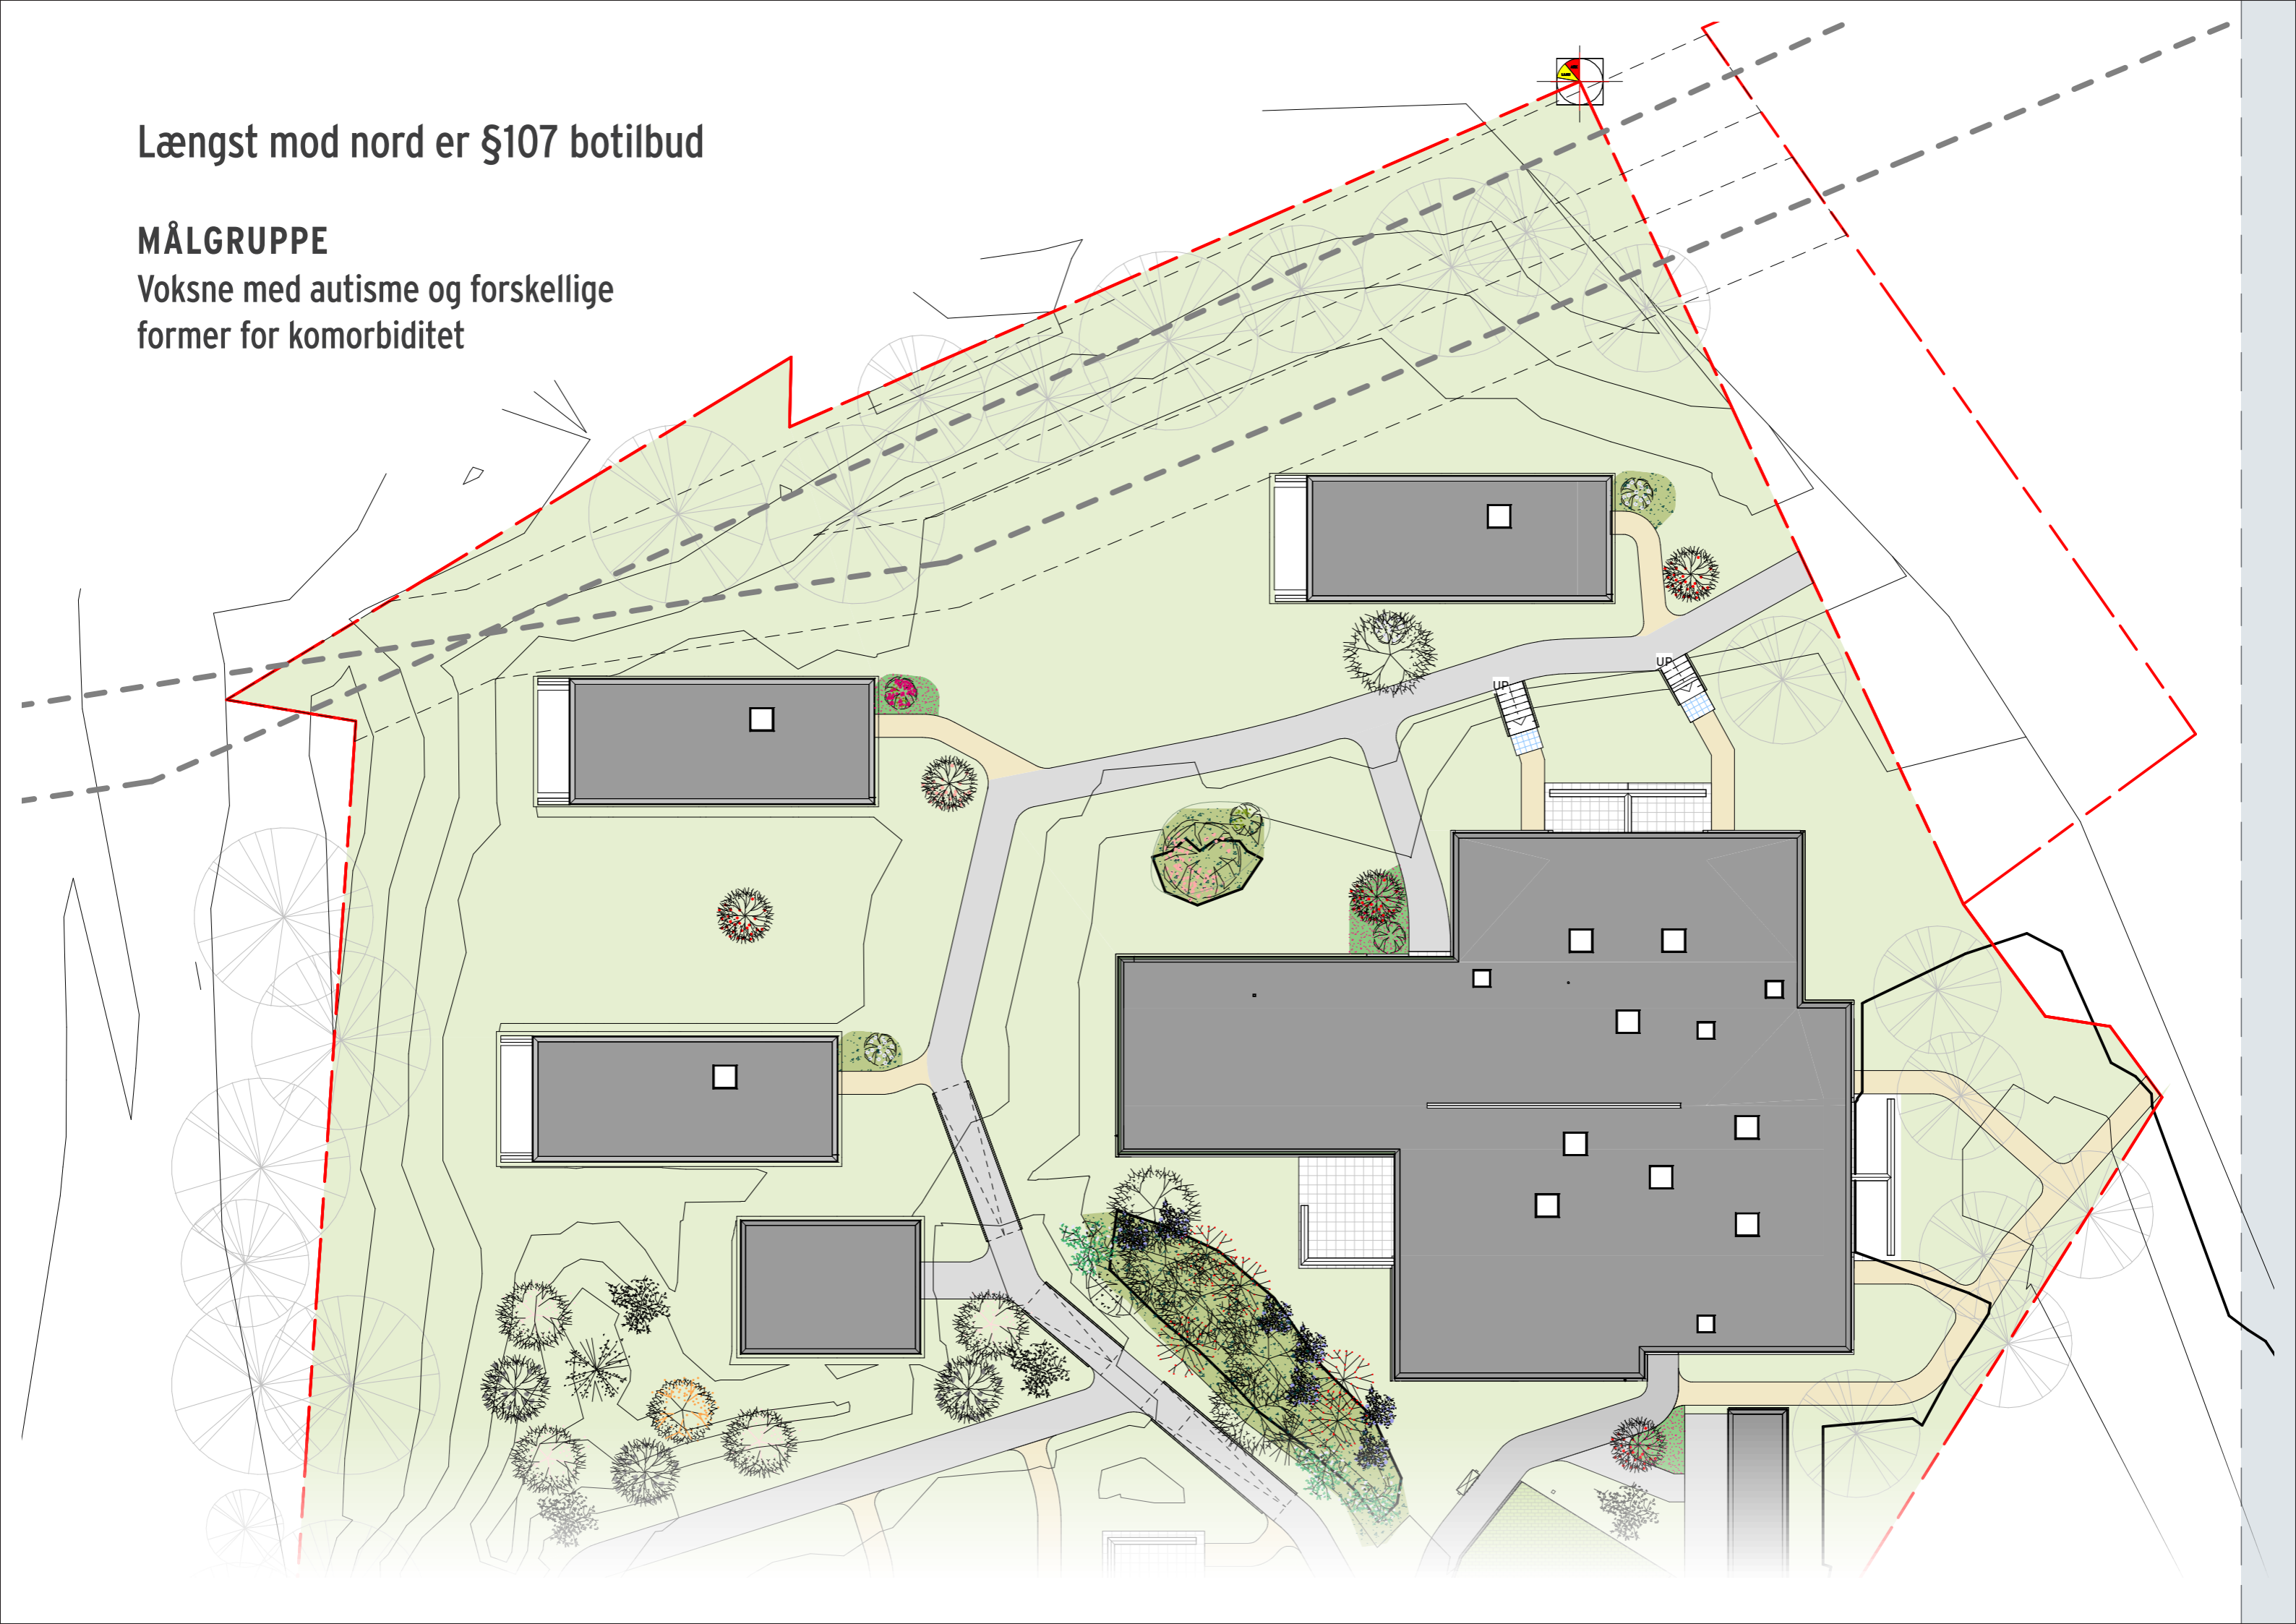 Længst mod nord er §107 botilbud
MÅLGRUPPE
Voksne med autisme og forskellige
former for komorbiditet
UP
UP